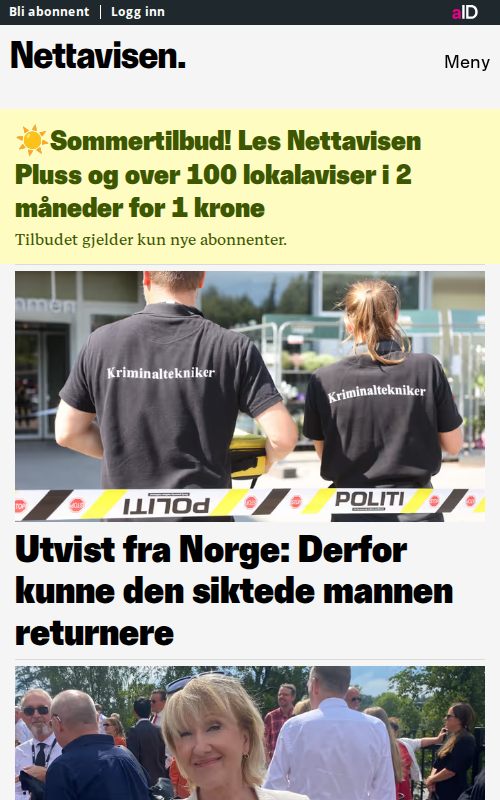 Bli abonnent
Logg inn
aID
Nettavisen.
Meny
Sommertilbud! Les Nettavisen
Pluss og over 100 lokalaviser i 2
måneder for 1 krone
Tilbudet gjelder kun nye abonnenter.
Kriminaltekniker
Kriminaltekniker
POLITI
POLITI
Utvist fra Norge: Derfor
kunne den siktede mannen
returnere